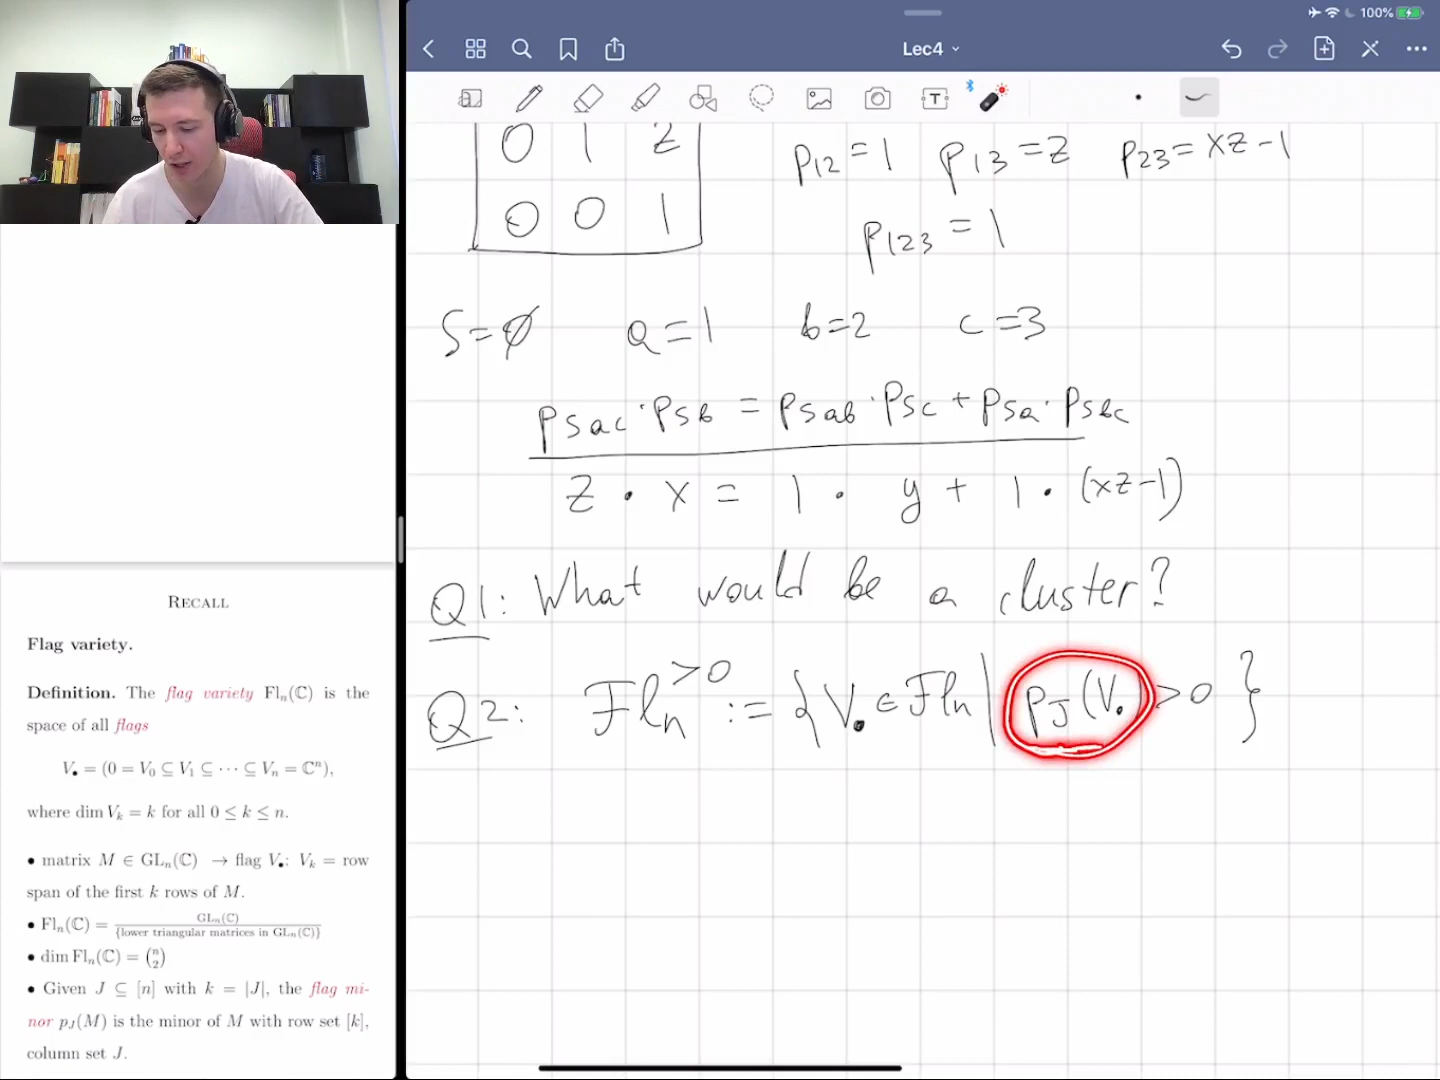 100%
Lec4
0 1 z
0 0 1
p12 = 1 p13 = z p23 = xz-1
p123 = 1
S=∅ a=1 b=2 c=3
pSac · pSb = pSab · pSc + pSa · pSbc
z · x = 1 · y + 1 · (xz-1)
Q1: What would be a cluster?
Q2: Fln>0 := {V• ∈ Fln | pJ(V•) >0 }
RECALL
Flag variety.
Definition. The flag variety Fln(ℂ) is the
space of all flags
V• = (0 = V0 ⊆ V1 ⊆ ⋯ ⊆ Vn = ℂn),
where dim Vk = k for all 0 ≤ k ≤ n.
• matrix M ∈ GLn(ℂ) → flag V•: Vk = row
span of the first k rows of M.
• Fln(ℂ) = GLn(ℂ) / {lower triangular matrices in GLn(ℂ)}
• dim Fln(ℂ) = (n 2)
• Given J ⊆ [n] with k = |J|, the flag mi-
nor pJ(M) is the minor of M with row set [k],
column set J.